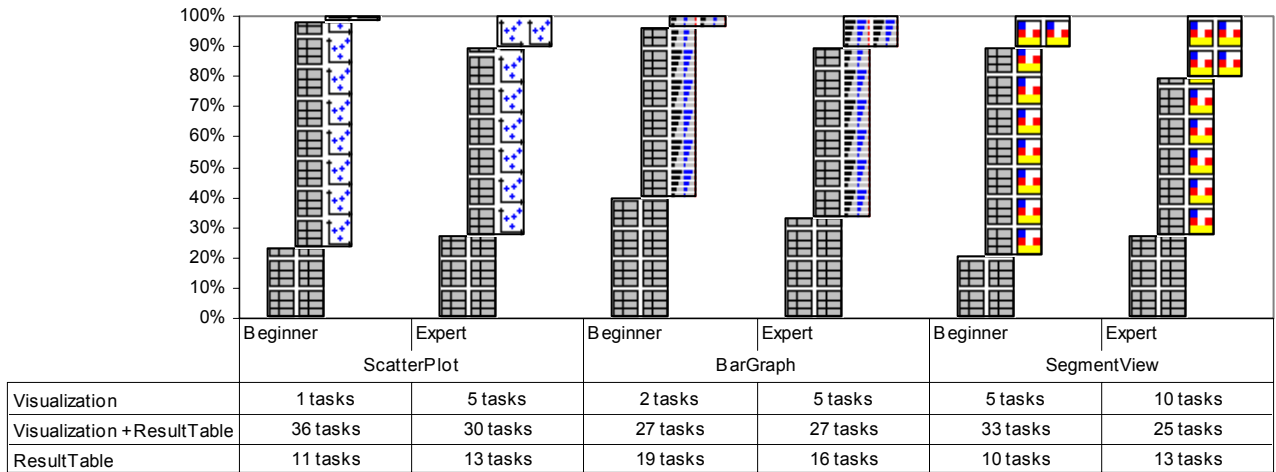 100%
90%
80%
70%
60%
50%
40%
30%
20%
10%
0%
Beginner Expert Beginner Expert Beginner Expert
ScatterPlot BarGraph SegmentView
Visualization 1 tasks 5 tasks 2 tasks 5 tasks 5 tasks 10 tasks
Visualization +ResultTable 36 tasks 30 tasks 27 tasks 27 tasks 33 tasks 25 tasks
ResultTable 11 tasks 13 tasks 19 tasks 16 tasks 10 tasks 13 tasks